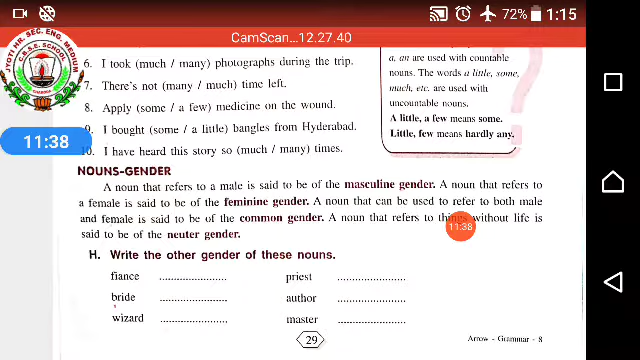 72% 1:15
CamScan... 12.27.40
JYOTI HR. SEC. ENG. MEDIUM
C.B.S.E. SCHOOL
11:38
6. I took (much / many) photographs during the trip.
7. There's not (many / much) time left.
8. Apply (some / a few) medicine on the wound.
9. I bought (some / a little) bangles from Hyderabad.
10. I have heard this story so (much / many) times.
a, an are used with countable
nouns. The words a little, some,
much, etc. are used with
uncountable nouns.
A little, a few means some.
Little, few means hardly any.
NOUNS-GENDER
A noun that refers to a male is said to be of the masculine gender. A noun that refers to
a female is said to be of the feminine gender. A noun that can be used to refer to both male
and female is said to be of the common gender. A noun that refers to things without life is
said to be of the neuter gender.
11:38
H. Write the other gender of these nouns.
fiance ........................ priest ........................
bride ........................ author ........................
wizard ........................ master ........................
29
Arrow - Grammar - 8